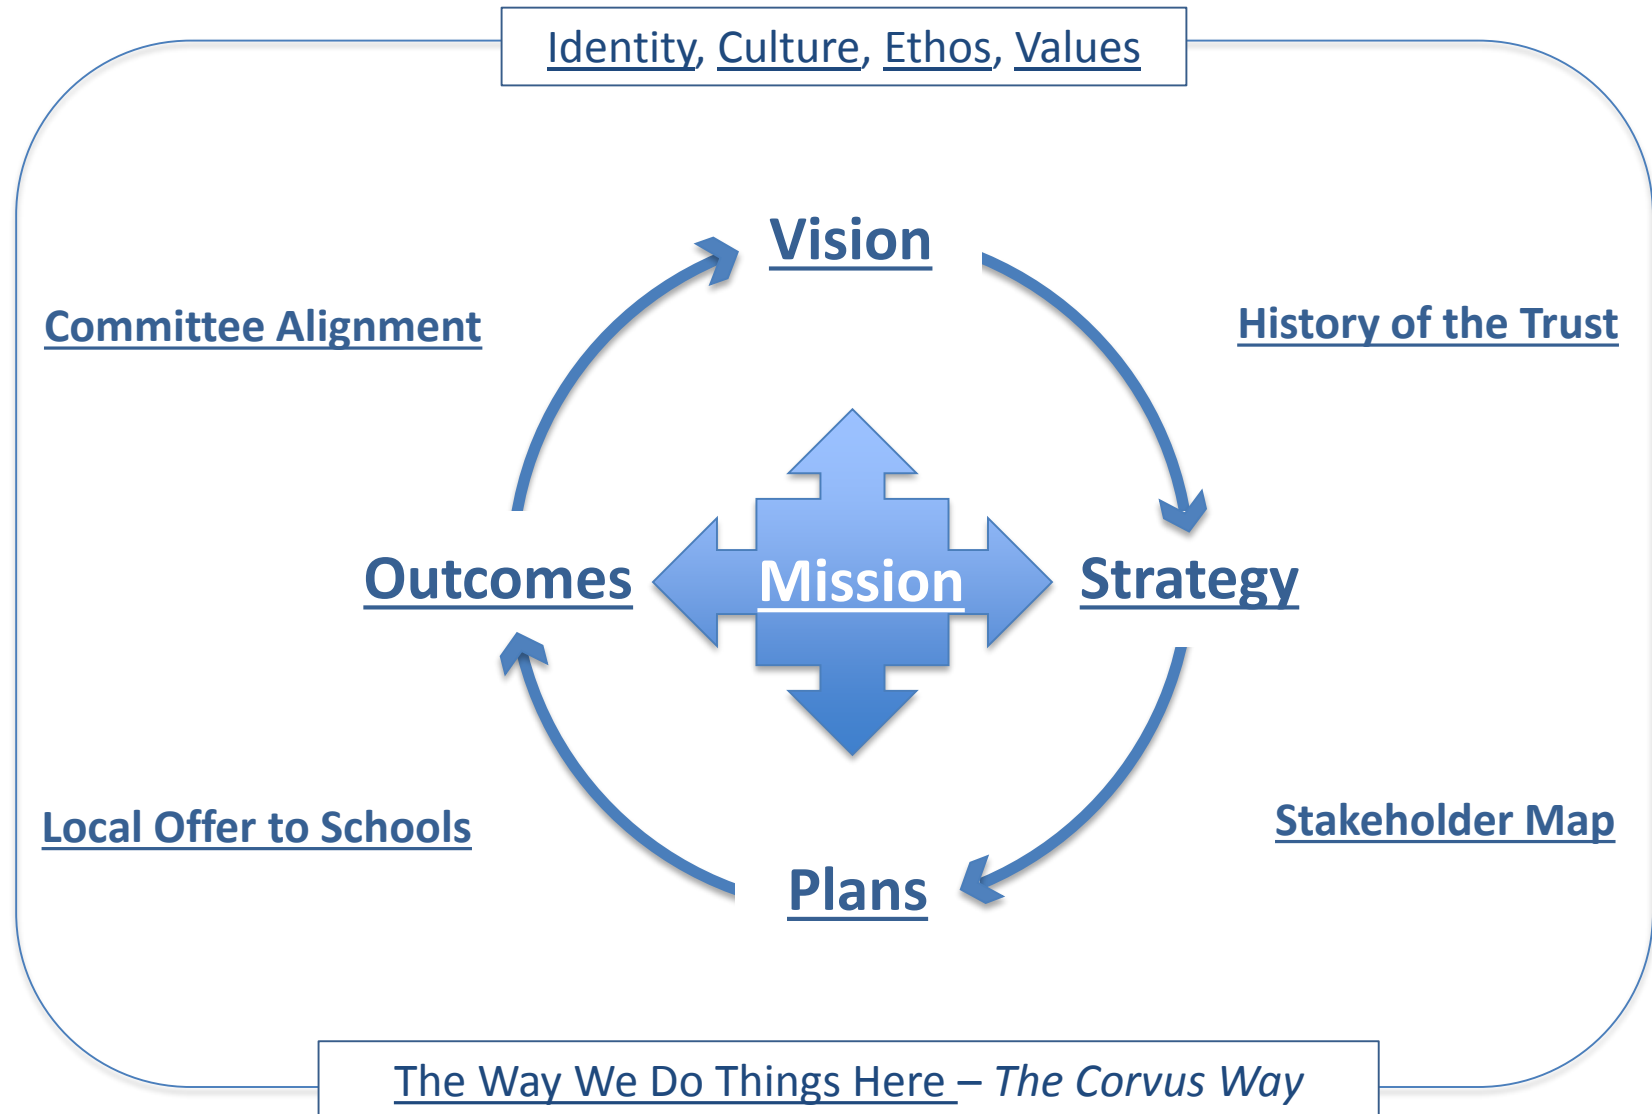 Identity, Culture, Ethos, Values
Vision
Committee Alignment
History of the Trust
Outcomes
Mission
Strategy
Local Offer to Schools
Stakeholder Map
Plans
The Way We Do Things Here – The Corvus Way